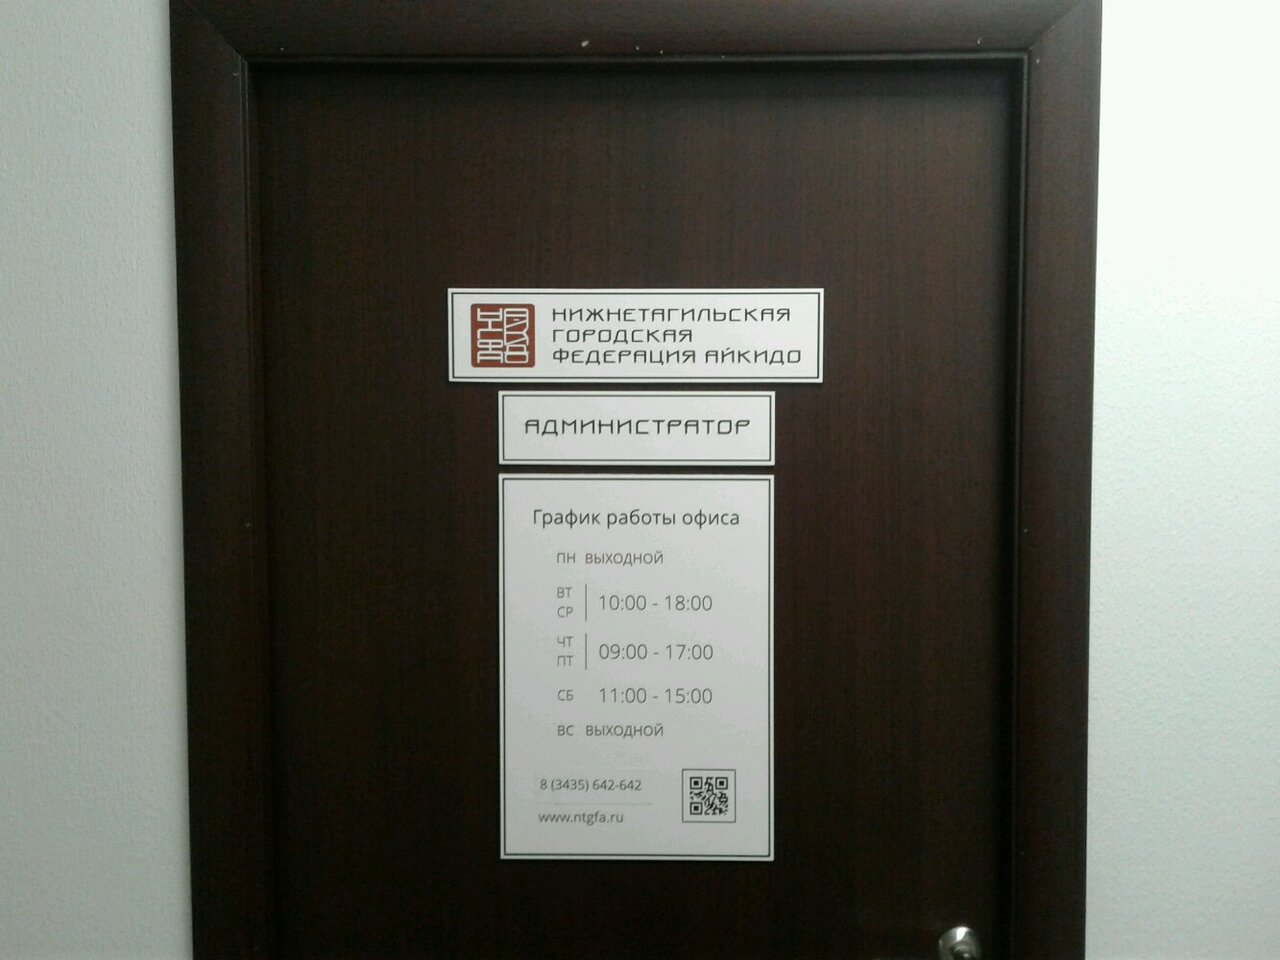 НИЖНЕТАГИЛЬСКАЯ
ГОРОДСКАЯ
ФЕДЕРАЦИЯ АЙКИДО
АДМИНИСТРАТОР
График работы офиса
ПН ВЫХОДНОЙ
ВТ
СР
10:00 - 18:00
ЧТ
ПТ
09:00 - 17:00
СБ 11:00 - 15:00
ВС ВЫХОДНОЙ
8 (3435) 642-642
www.ntgfa.ru